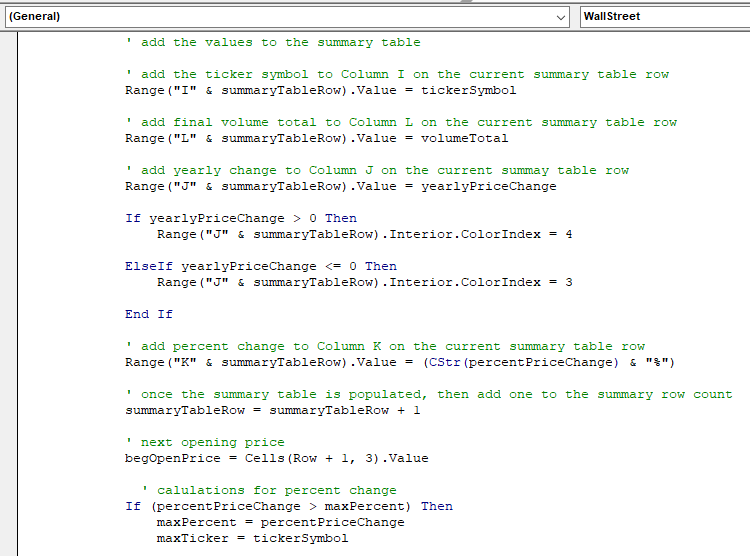 (General)
WallStreet
' add the values to the summary table
' add the ticker symbol to Column I on the current summary table row
Range("I" & summaryTableRow).Value = tickerSymbol
' add final volume total to Column L on the current summary table row
Range("L" & summaryTableRow).Value = volumeTotal
' add yearly change to Column J on the current summay table row
Range("J" & summaryTableRow).Value = yearlyPriceChange
If yearlyPriceChange > 0 Then
Range("J" & summaryTableRow).Interior.ColorIndex = 4
ElseIf yearlyPriceChange <= 0 Then
Range("J" & summaryTableRow).Interior.ColorIndex = 3
End If
' add percent change to Column K on the current summary table row
Range("K" & summaryTableRow).Value = (CStr(percentPriceChange) & "%")
' once the summary table is populated, then add one to the summary row count
summaryTableRow = summaryTableRow + 1
' next opening price
begOpenPrice = Cells(Row + 1, 3).Value
' calulations for percent change
If (percentPriceChange > maxPercent) Then
maxPercent = percentPriceChange
maxTicker = tickerSymbol